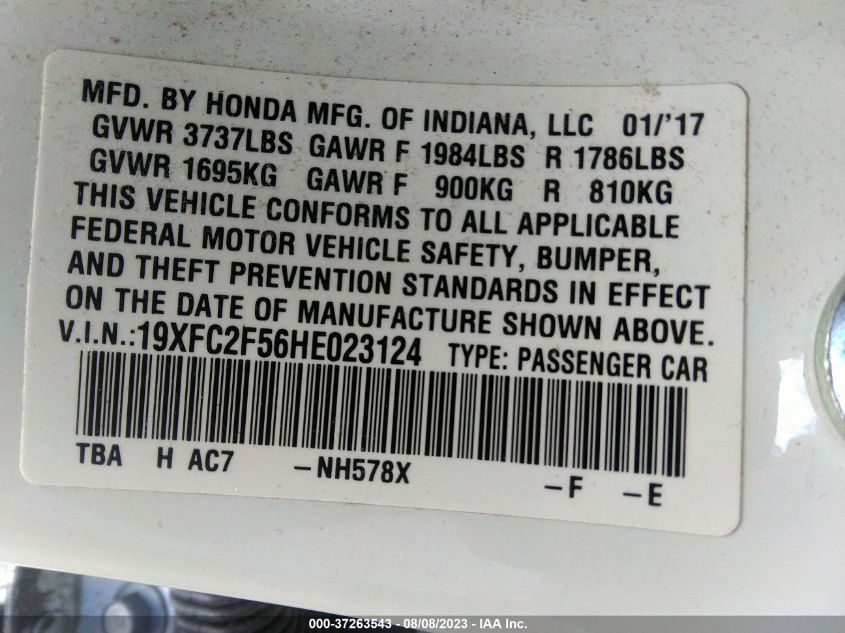 MFD. BY HONDA MFG. OF INDIANA, LLC 01/'17
GVWR 3737LBS GAWR F 1984LBS R 1786LBS
GVWR 1695KG GAWR F 900KG R 810KG
THIS VEHICLE CONFORMS TO ALL APPLICABLE
FEDERAL MOTOR VEHICLE SAFETY, BUMPER,
AND THEFT PREVENTION STANDARDS IN EFFECT
ON THE DATE OF MANUFACTURE SHOWN ABOVE.
V.I.N.:19XFC2F56HE023124 TYPE: PASSENGER CAR
TBA H AC7 –NH578X –F –E
000-37263543 - 08/08/2023 - IAA Inc.